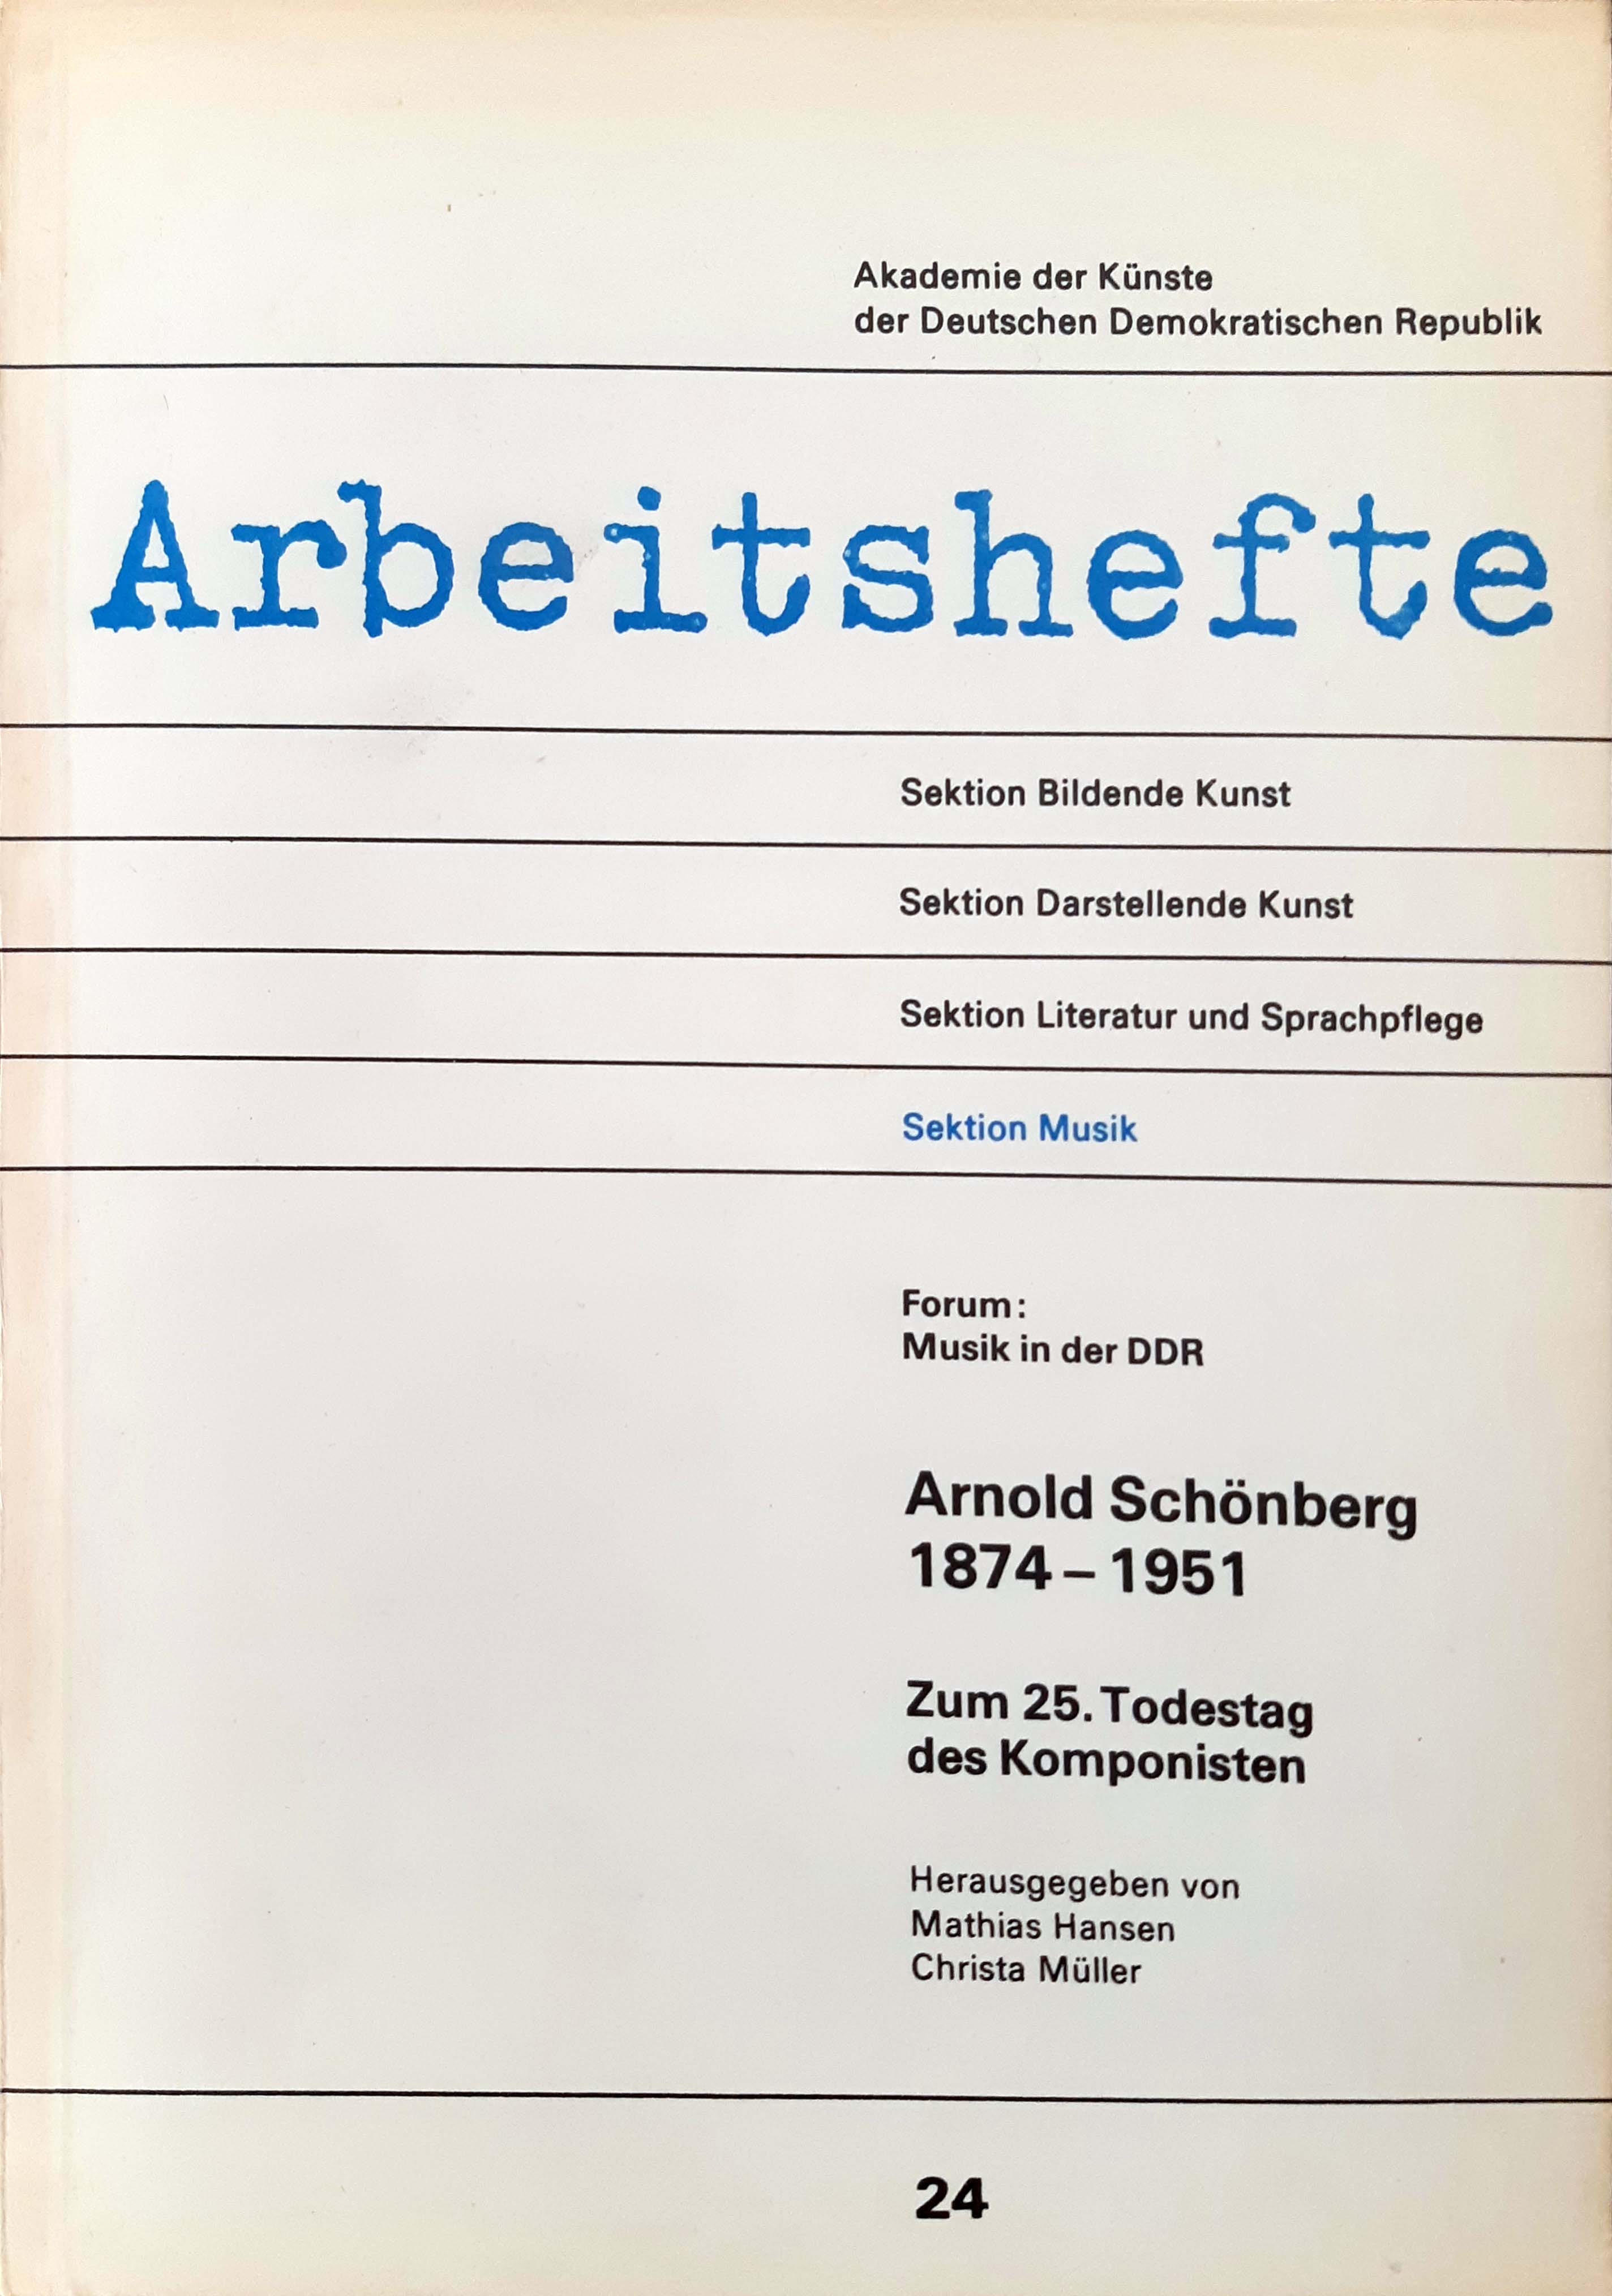 Akademie der Künste
der Deutschen Demokratischen Republik
Arbeitshefte
Sektion Bildende Kunst
Sektion Darstellende Kunst
Sektion Literatur und Sprachpflege
Sektion Musik
Forum:
Musik in der DDR
Arnold Schönberg
1874 – 1951
Zum 25. Todestag
des Komponisten
Herausgegeben von
Mathias Hansen
Christa Müller
24